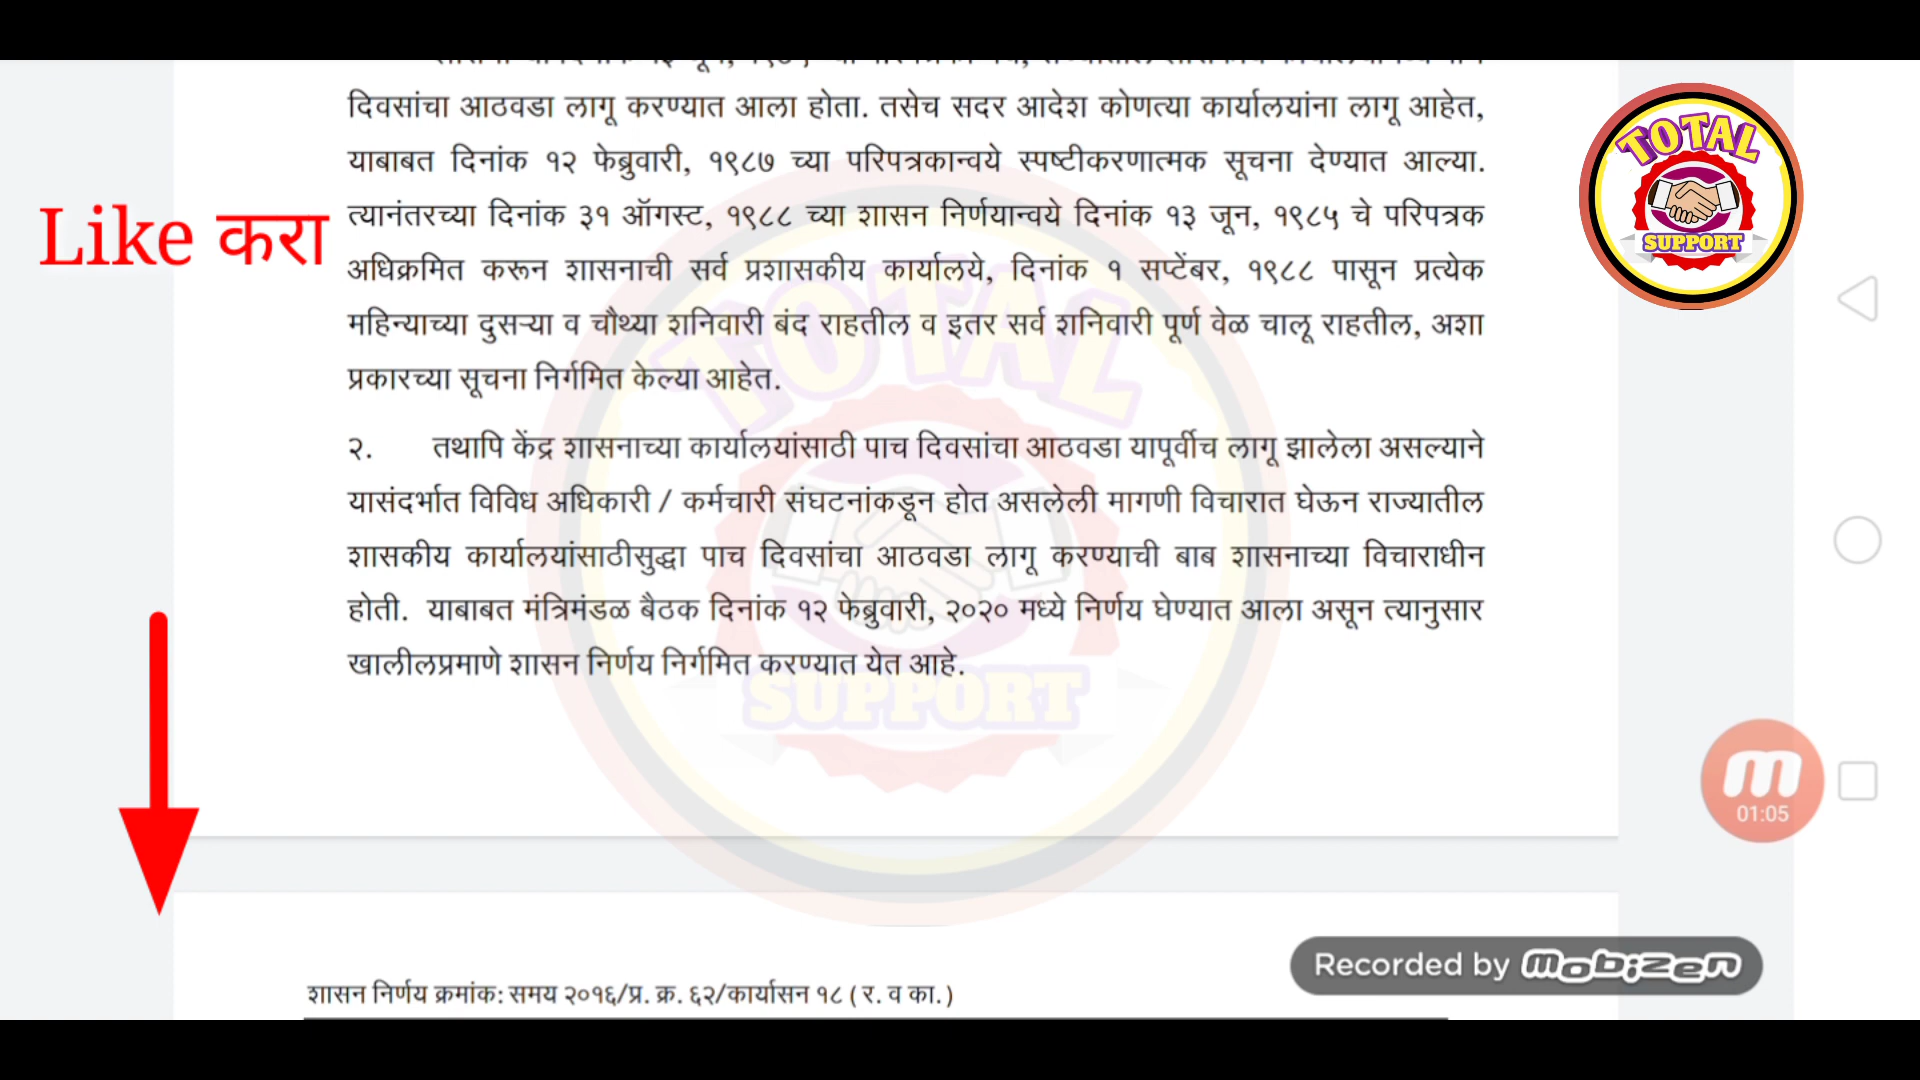 दिवसांचा आठवडा लागू करण्यात आला होता. तसेच सदर आदेश कोणत्या कार्यालयांना लागू आहेत,
याबाबत दिनांक १२ फेब्रुवारी, १९८७ च्या परिपत्रकान्वये स्पष्टीकरणात्मक सूचना देण्यात आल्या.
त्यानंतरच्या दिनांक ३१ ऑगस्ट, १९८८ च्या शासन निर्णयान्वये दिनांक १३ जून, १९८५ चे परिपत्रक
अधिक्रमित करून शासनाची सर्व प्रशासकीय कार्यालये, दिनांक १ सप्टेंबर, १९८८ पासून प्रत्येक
महिन्याच्या दुसऱ्या व चौथ्या शनिवारी बंद राहतील व इतर सर्व शनिवारी पूर्ण वेळ चालू राहतील, अशा
प्रकारच्या सूचना निर्गमित केल्या आहेत.
Like करा
TOTAL
SUPPORT
२. तथापि केंद्र शासनाच्या कार्यालयांसाठी पाच दिवसांचा आठवडा यापूर्वीच लागू झालेला असल्याने
यासंदर्भात विविध अधिकारी / कर्मचारी संघटनांकडून होत असलेली मागणी विचारात घेऊन राज्यातील
शासकीय कार्यालयांसाठीसुद्धा पाच दिवसांचा आठवडा लागू करण्याची बाब शासनाच्या विचाराधीन
होती. याबाबत मंत्रिमंडळ बैठक दिनांक १२ फेब्रुवारी, २०२० मध्ये निर्णय घेण्यात आला असून त्यानुसार
खालीलप्रमाणे शासन निर्णय निर्गमित करण्यात येत आहे.
TOTAL
SUPPORT
01:05
Recorded by Mobizen
शासन निर्णय क्रमांक: समय २०१६/प्र. क्र. ६२/कार्यासन १८ ( र. व का. )